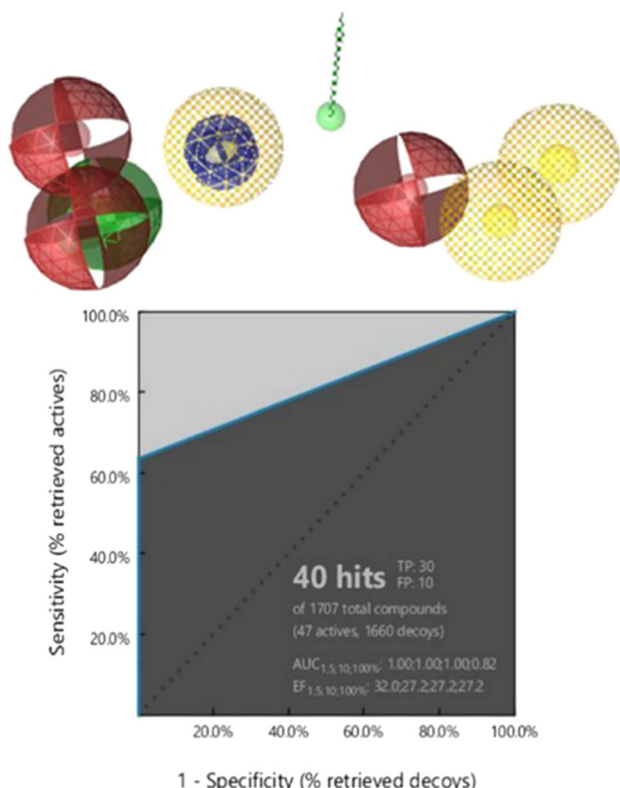 100.0%
80.0%
60.0%
40.0%
20.0%
Sensitivity (% retrieved actives)
40 hits TP: 30
FP: 10
of 1707 total compounds
(47 actives, 1660 decoys)
AUC1,5,10,100%: 1.00;1.00;1.00;0.82
EF1,5,10,100%: 32.0;27.2;27.2;27.2
20.0% 40.0% 60.0% 80.0% 100.0%
1 - Specificity (% retrieved decoys)